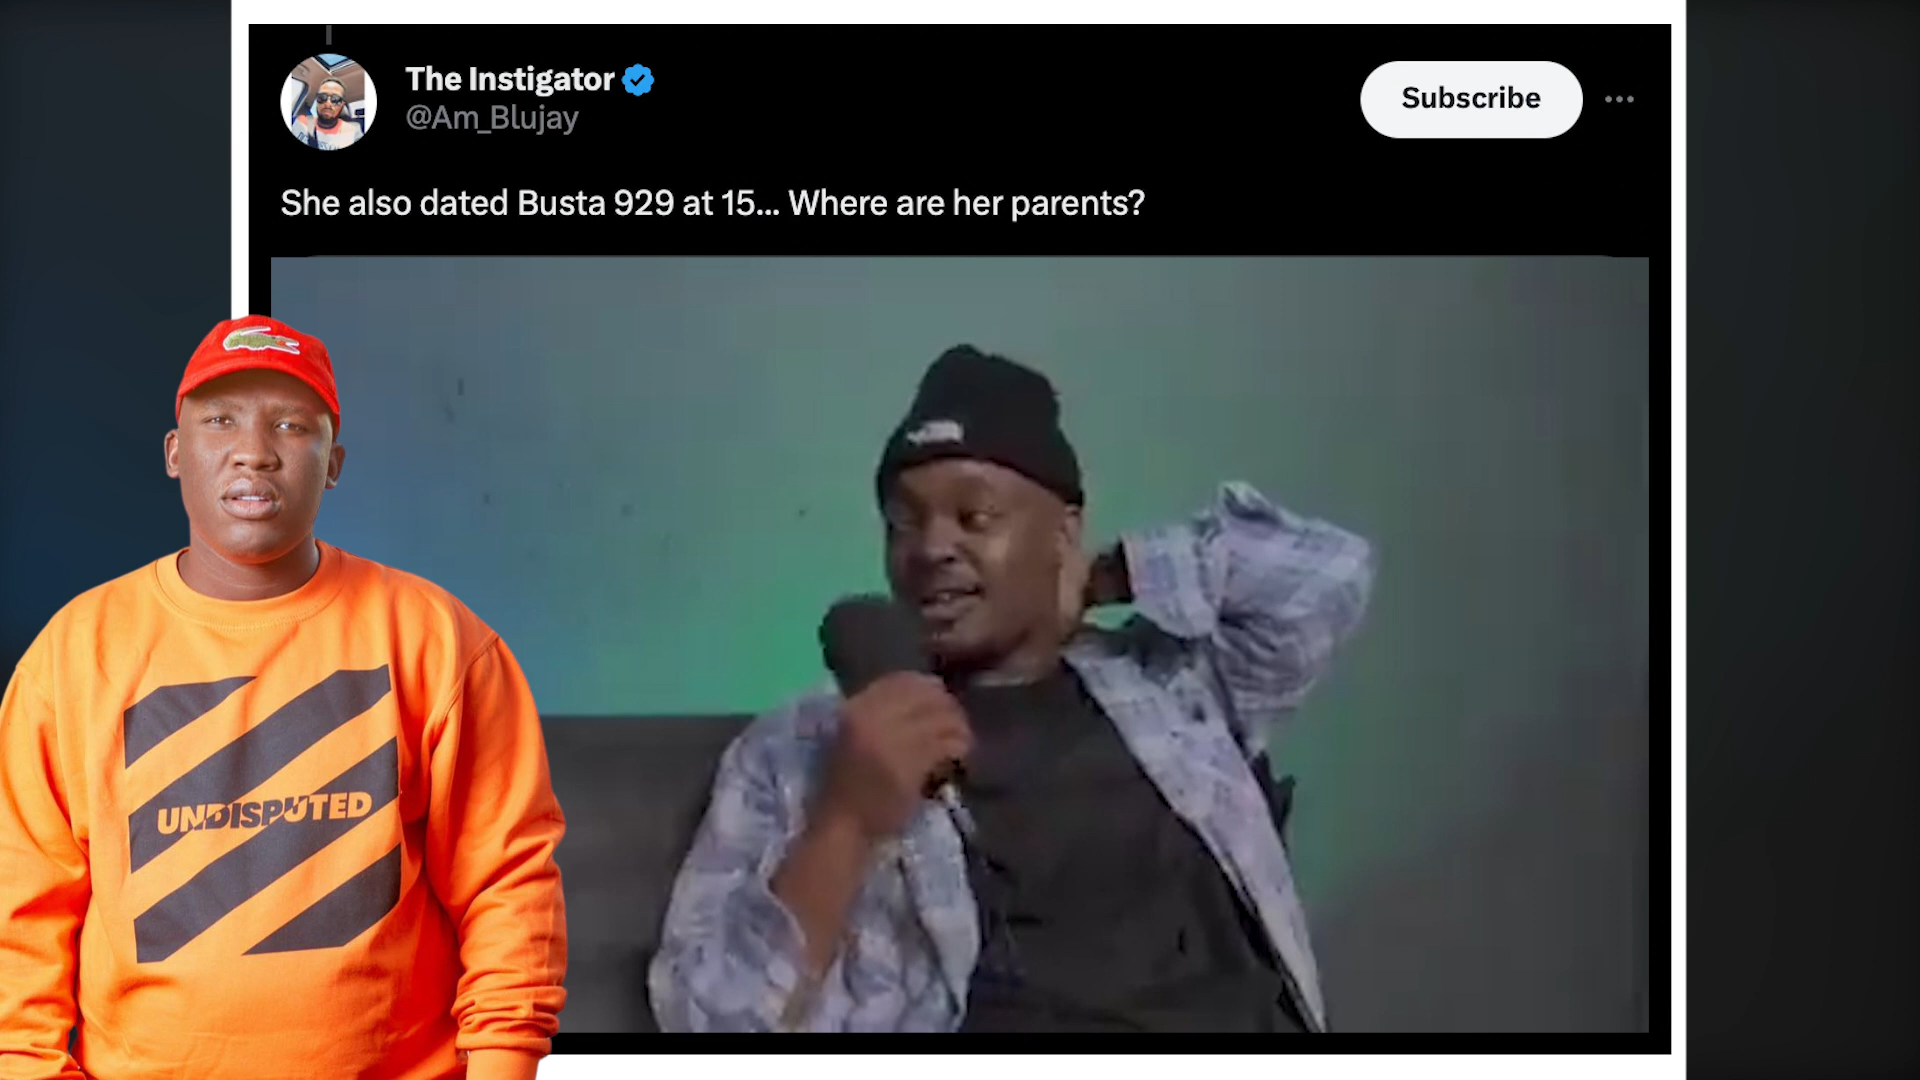 The Instigator
@Am_Blujay
Subscribe
She also dated Busta 929 at 15... Where are her parents?
UNDISPUTED